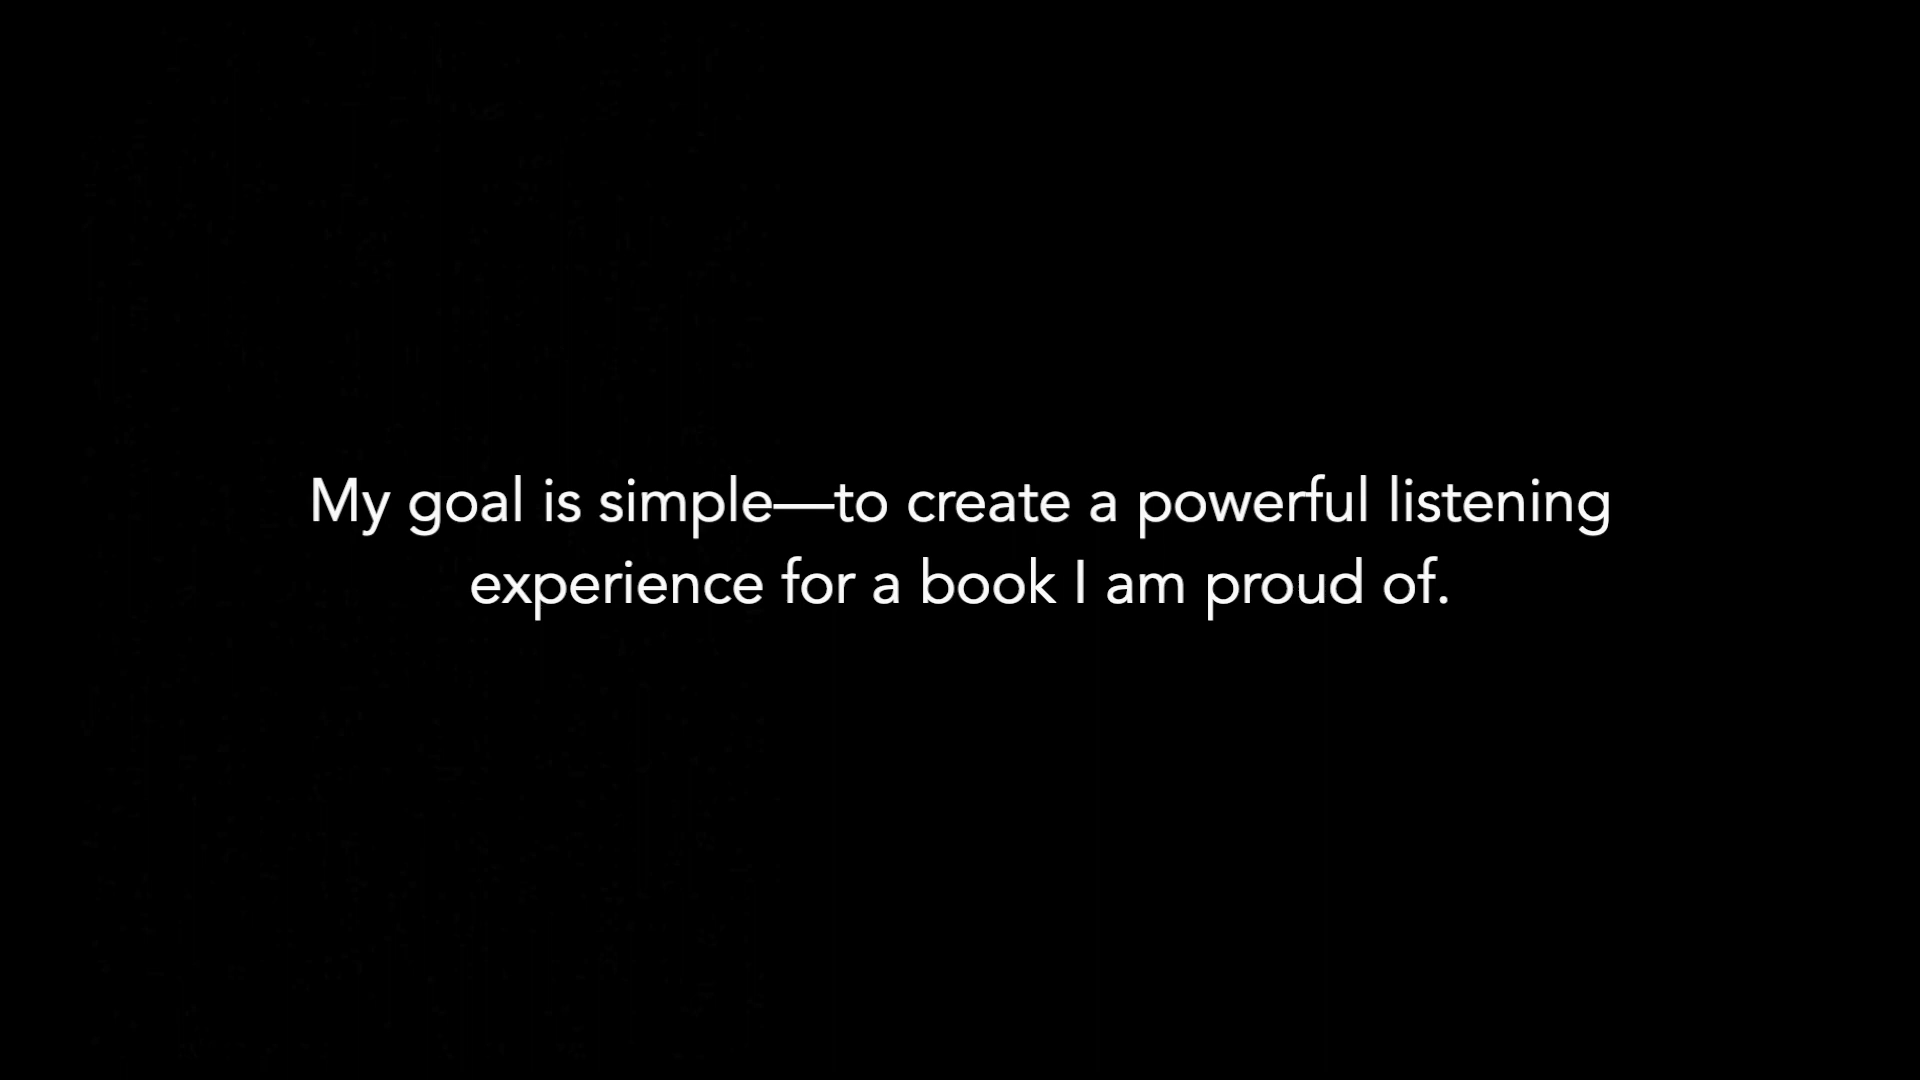 My goal is simple—to create a powerful listening
experience for a book I am proud of.